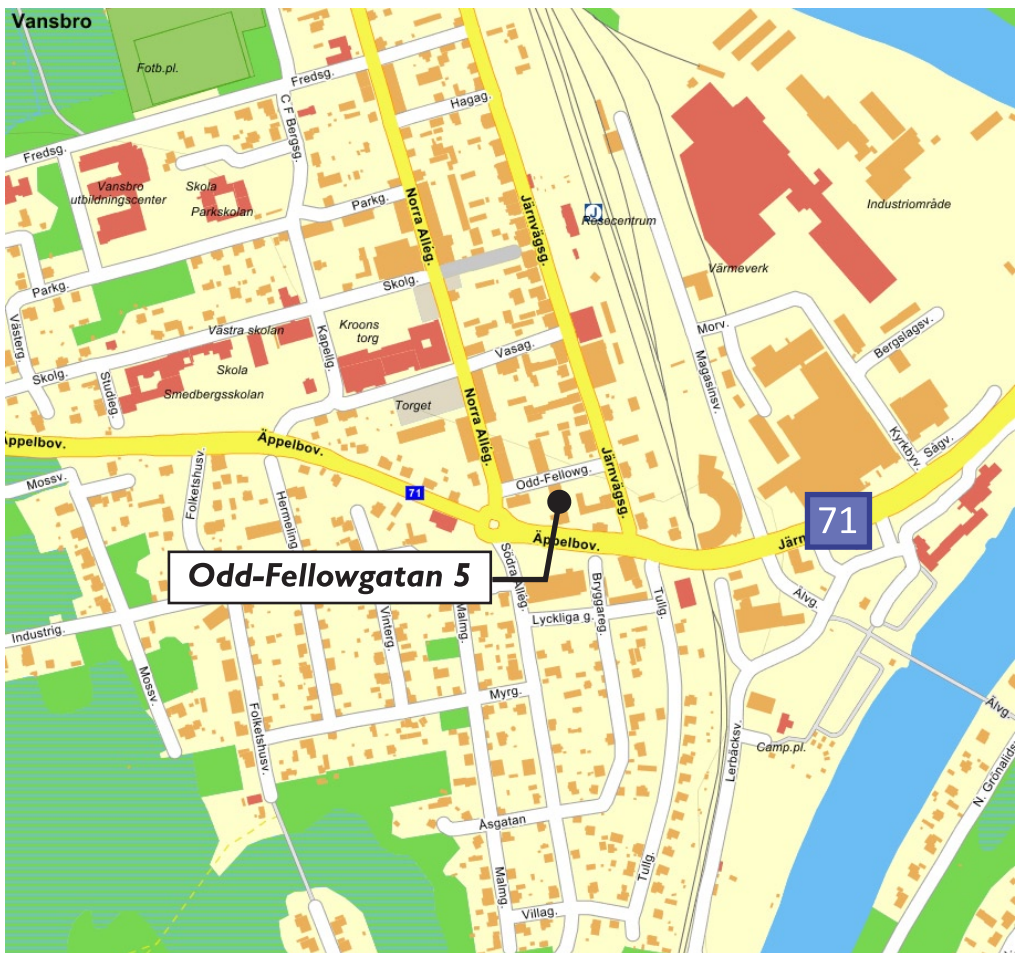 Vansbro
Fotb.pl.
Fredsg.
Hagag.
C F Bergsg.
Fredsg.
Vansbro
utbildningscenter
Skola
Parkskolan
Parkg.
Norra Allég.
Järnvägsg.
J
Resecentrum
Industriområde
Värmeverk
Parkg.
Skolg.
Västerg.
Västra skolan
Kapellg.
Kroons
torg
Vasag.
Morv.
Bergslagsv.
Magasinsv.
Skolg.
Studieg.
Skola
Smedbergsskolan
Torget
Norra Allég.
Kyrkbyv.
Sågv.
Äppelbov.
Äppelbov.
Järnvägsg.
Mossv.
Folketshusv.
Hermeling
71
Odd-Fellowg.
71
Äppelbov.
Järn
Odd-Fellowgatan 5
Södra Allég.
Bryggareg.
Tullg.
Älvg.
Industrig.
Vinterg.
Malmg.
Lyckliga g.
Mossv.
Folketshusv.
Myrg.
Älvg.
Lerbäcksv.
Camp.pl.
N. Grönalidsv
Åsgatan
Malmg.
Tullg.
Villag.